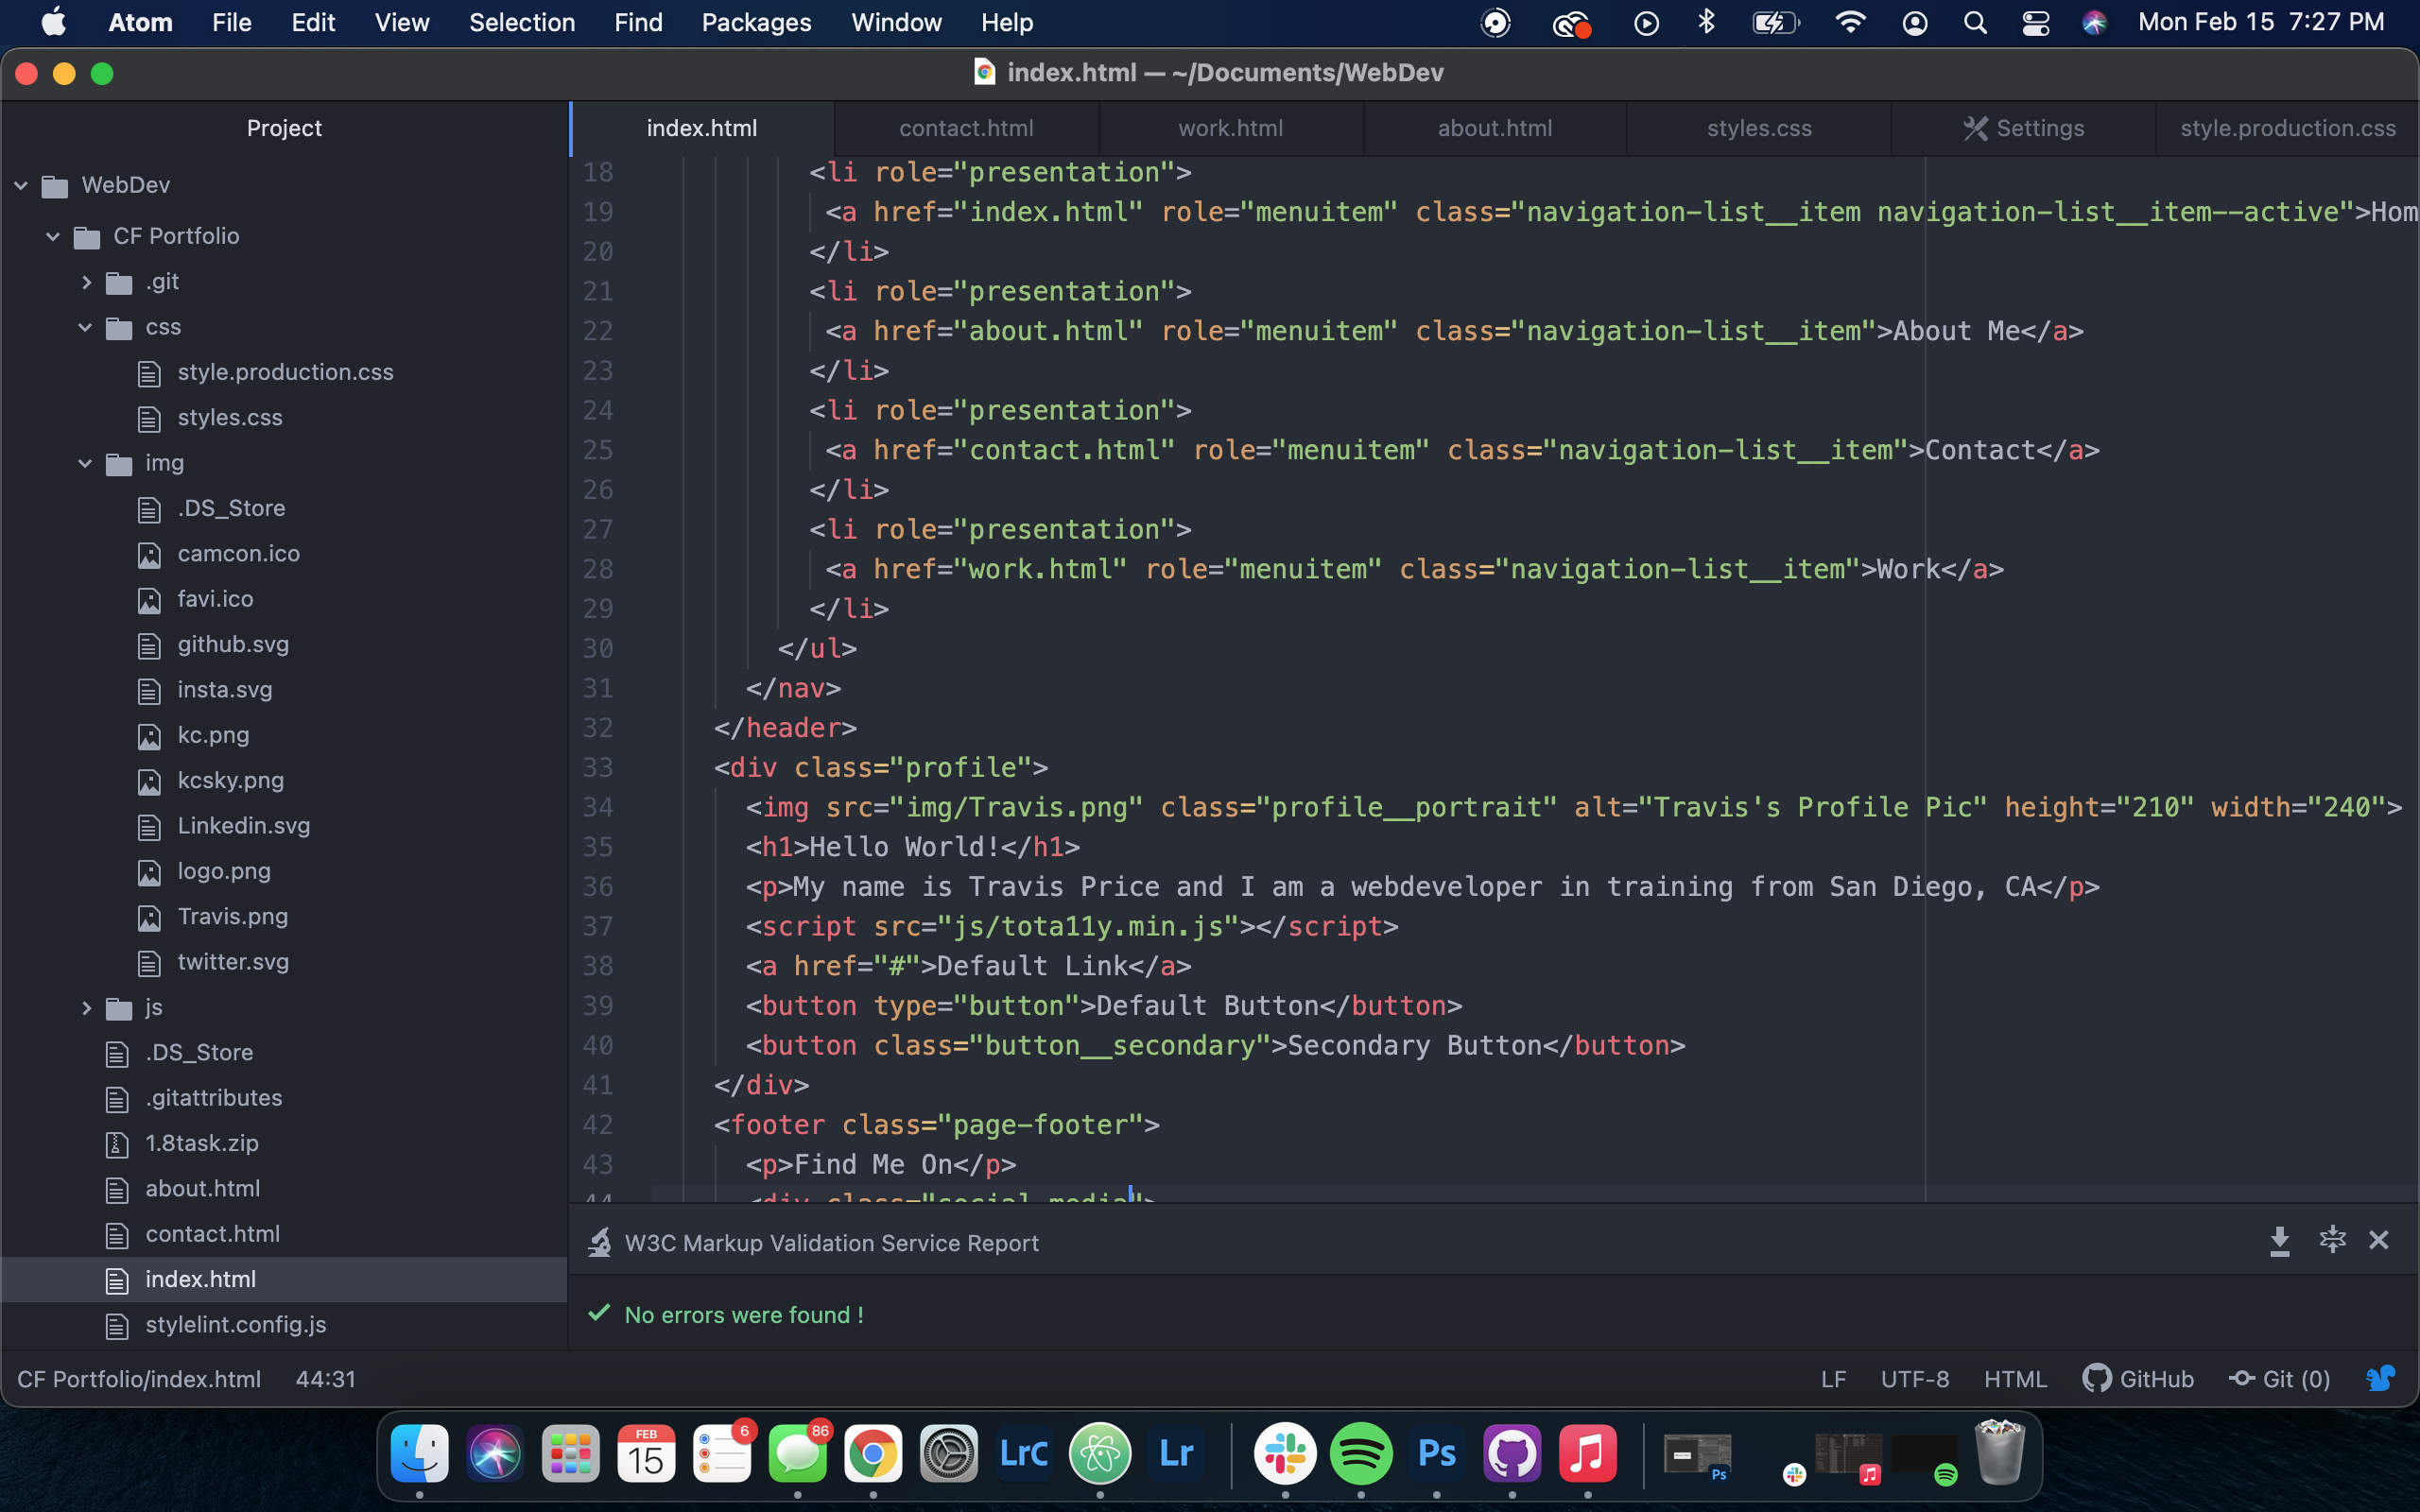 Atom File Edit View Selection Find Packages Window Help Mon Feb 15 7:27 PM
index.html — ~/Documents/WebDev
Project
WebDev
CF Portfolio
.git
css
style.production.css
styles.css
img
.DS_Store
camcon.ico
favi.ico
github.svg
insta.svg
kc.png
kcsky.png
Linkedin.svg
logo.png
Travis.png
twitter.svg
js
.DS_Store
.gitattributes
1.8task.zip
about.html
contact.html
index.html
stylelint.config.js
index.html contact.html work.html about.html styles.css Settings style.production.css
18 <li role="presentation">
19 <a href="index.html" role="menuitem" class="navigation-list__item navigation-list__item--active">Hom
20 </li>
21 <li role="presentation">
22 <a href="about.html" role="menuitem" class="navigation-list__item">About Me</a>
23 </li>
24 <li role="presentation">
25 <a href="contact.html" role="menuitem" class="navigation-list__item">Contact</a>
26 </li>
27 <li role="presentation">
28 <a href="work.html" role="menuitem" class="navigation-list__item">Work</a>
29 </li>
30 </ul>
31 </nav>
32 </header>
33 <div class="profile">
34 <img src="img/Travis.png" class="profile__portrait" alt="Travis's Profile Pic" height="210" width="240">
35 <h1>Hello World!</h1>
36 <p>My name is Travis Price and I am a webdeveloper in training from San Diego, CA</p>
37 <script src="js/tota11y.min.js"></script>
38 <a href="#">Default Link</a>
39 <button type="button">Default Button</button>
40 <button class="button__secondary">Secondary Button</button>
41 </div>
42 <footer class="page-footer">
43 <p>Find Me On</p>
44 <div class="social-media">
W3C Markup Validation Service Report
No errors were found !
CF Portfolio/index.html 44:31 LF UTF-8 HTML GitHub Git (0)
FEB
15
6
86
LrC
Lr
Ps
Ps